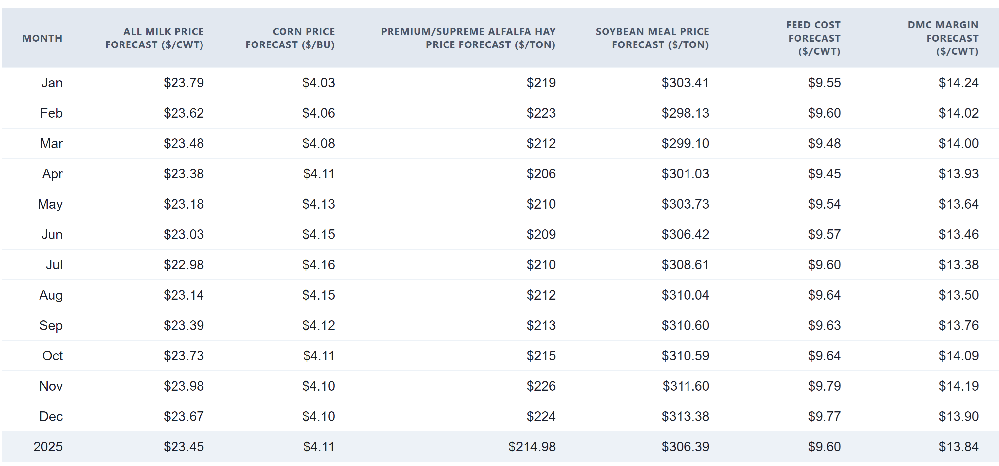 MONTH ALL MILK PRICE FORECAST ($/CWT) CORN PRICE FORECAST ($/BU) PREMIUM/SUPREME ALFALFA HAY PRICE FORECAST ($/TON) SOYBEAN MEAL PRICE FORECAST ($/TON) FEED COST FORECAST ($/CWT) DMC MARGIN FORECAST ($/CWT)
Jan $23.79 $4.03 $219 $303.41 $9.55 $14.24
Feb $23.62 $4.06 $223 $298.13 $9.60 $14.02
Mar $23.48 $4.08 $212 $299.10 $9.48 $14.00
Apr $23.38 $4.11 $206 $301.03 $9.45 $13.93
May $23.18 $4.13 $210 $303.73 $9.54 $13.64
Jun $23.03 $4.15 $209 $306.42 $9.57 $13.46
Jul $22.98 $4.16 $210 $308.61 $9.60 $13.38
Aug $23.14 $4.15 $212 $310.04 $9.64 $13.50
Sep $23.39 $4.12 $213 $310.60 $9.63 $13.76
Oct $23.73 $4.11 $215 $310.59 $9.64 $14.09
Nov $23.98 $4.10 $226 $311.60 $9.79 $14.19
Dec $23.67 $4.10 $224 $313.38 $9.77 $13.90
2025 $23.45 $4.11 $214.98 $306.39 $9.60 $13.84